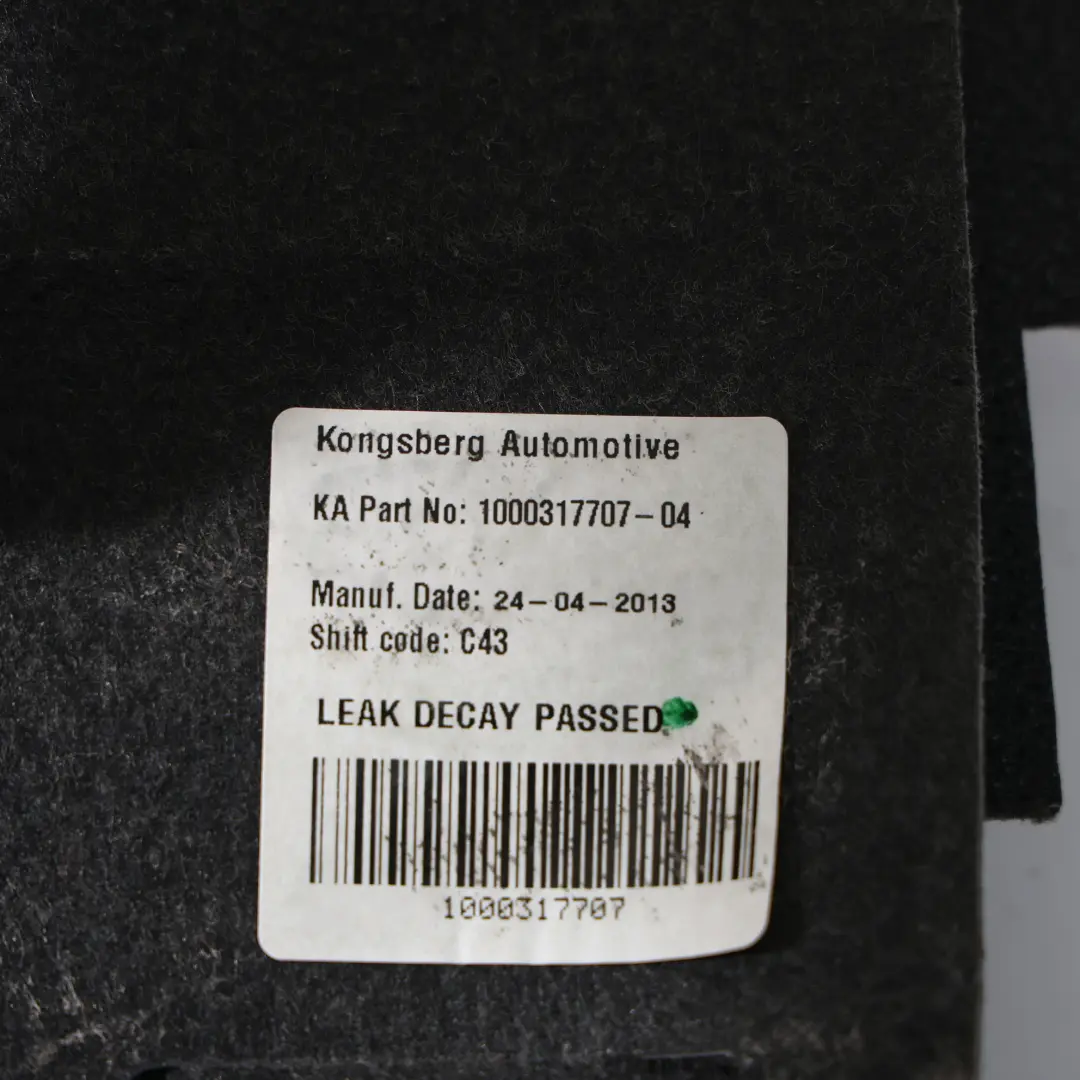 Kongsberg Automotive
KA Part No: 1000317707-04
Manuf. Date: 24-04-2013
Shift code: C43
LEAK DECAY PASSED
1000317707